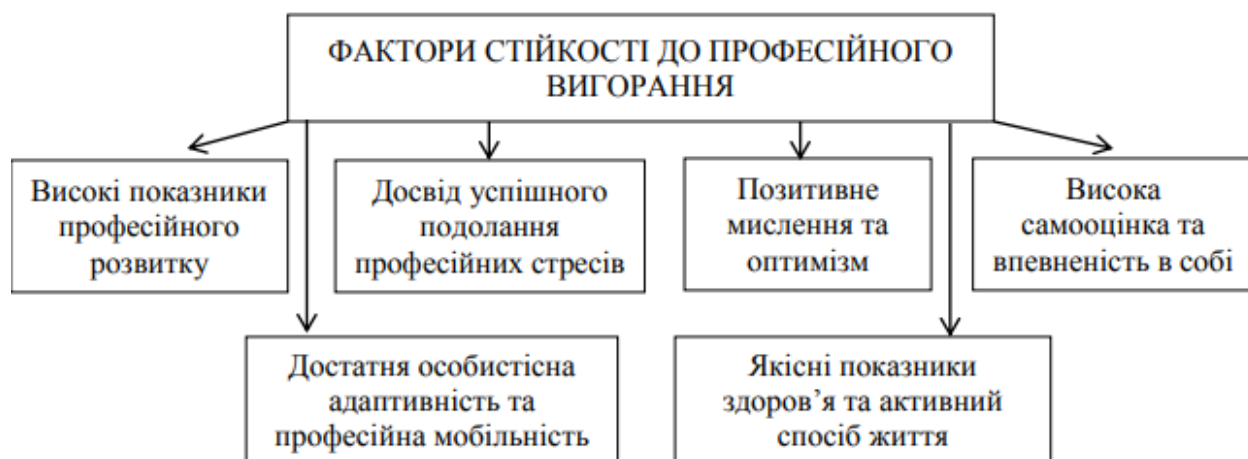 ФАКТОРИ СТІЙКОСТІ ДО ПРОФЕСІЙНОГО
ВИГОРАННЯ
Високі показники
професійного
розвитку
Досвід успішного
подолання
професійних стресів
Позитивне
мислення та
оптимізм
Висока
самооцінка та
впевненість в собі
Достатня особистісна
адаптивність та
професійна мобільність
Якісні показники
здоров’я та активний
спосіб життя